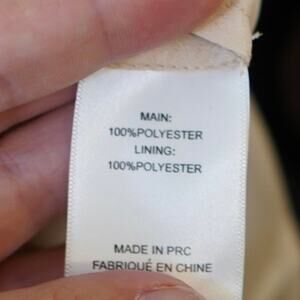 MAIN:
100%POLYESTER
LINING:
100%POLYESTER
MADE IN PRC
FABRIQUÉ EN CHINE